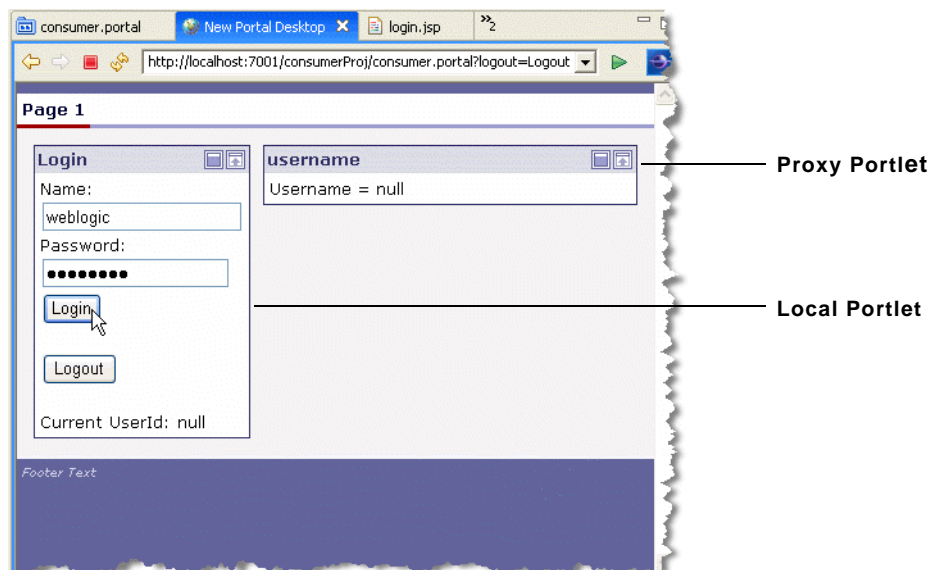 consumer.portal
New Portal Desktop
login.jsp
»2
http://localhost:7001/consumerProj/consumer.portal?logout=Logout
Page 1
Login
username
Proxy Portlet
Name:
Username = null
weblogic
Password:
●●●●●●●●
Login
Local Portlet
Logout
Current UserId: null
Footer Text